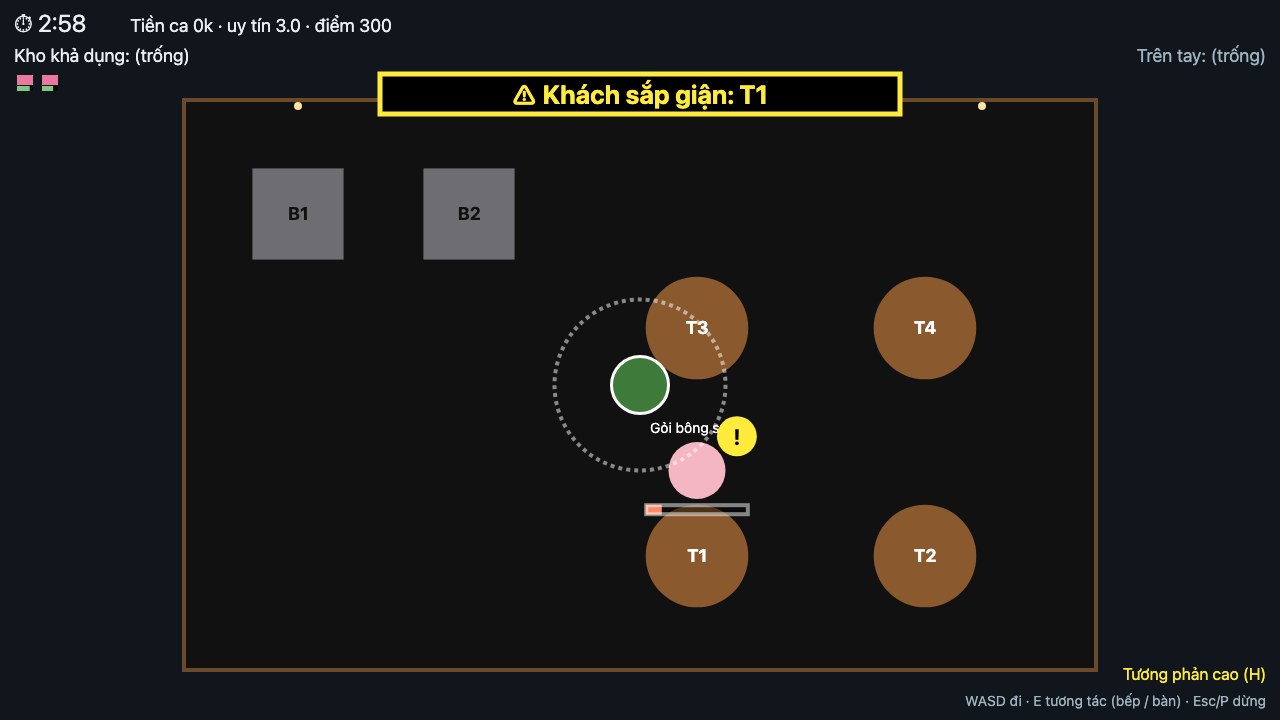 ⏱ 2:58 Tiền ca 0k · uy tín 3.0 · điểm 300
Kho khả dụng: (trống)
Trên tay: (trống)
⚠ Khách sắp giận: T1
B1 B2
T3 T4
Gỏi bông s
!
T1 T2
Tương phản cao (H)
WASD đi · E tương tác (bếp / bàn) · Esc/P dừng